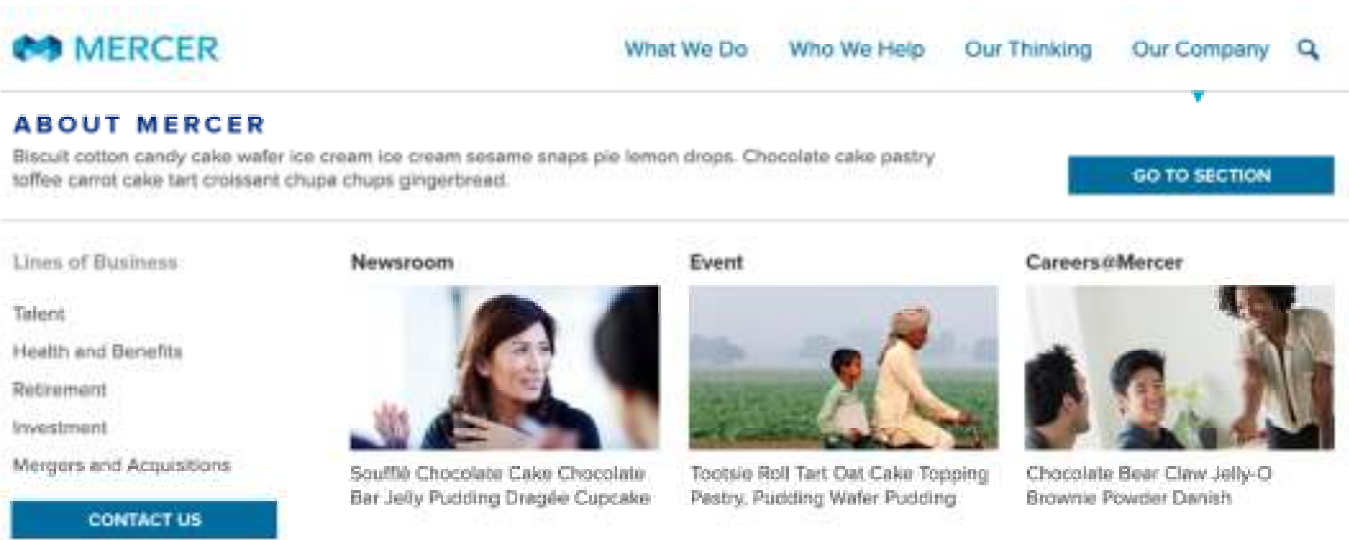 MERCER
What We Do Who We Help Our Thinking Our Company
ABOUT MERCER
Biscuit cotton candy cake wafer ice cream ice cream sesame snaps pie lemon drops. Chocolate cake pastry
toffee carrot cake tart croissant chupa chups gingerbread.
GO TO SECTION
Lines of Business
Talent
Health and Benefits
Retirement
Investment
Mergers and Acquisitions
CONTACT US
Newsroom
Soufflé Chocolate Cake Chocolate
Bar Jelly Pudding Dragée Cupcake
Event
Tootsie Roll Tart Oat Cake Topping
Pastry, Pudding Wafer Pudding
Careers@Mercer
Chocolate Bear Claw Jelly-O
Brownie Powder Danish